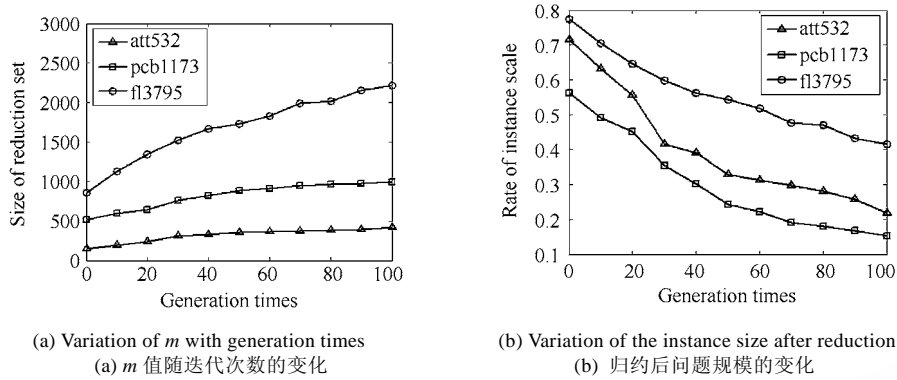 3000
2500
2000
1500
1000
500
0
Size of reduction set
att532
pcb1173
fl3795
0 20 40 60 80 100
Generation times
0.8
0.7
0.6
0.5
0.4
0.3
0.2
0.1
Rate of instance scale
att532
pcb1173
fl3795
0 20 40 60 80 100
Generation times
(a) Variation of m with generation times
(a) m 值随迭代次数的变化
(b) Variation of the instance size after reduction
(b) 归约后问题规模的变化